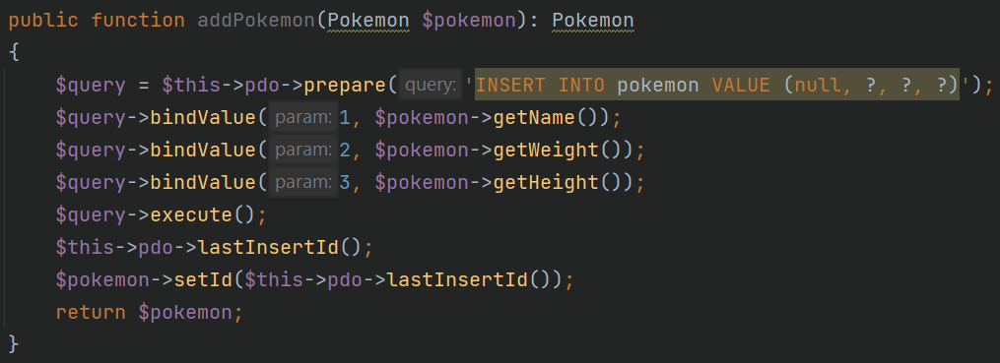 public function addPokemon(Pokemon $pokemon): Pokemon
{
    $query = $this->pdo->prepare( query: 'INSERT INTO pokemon VALUE (null, ?, ?, ?)');
    $query->bindValue( param: 1, $pokemon->getName());
    $query->bindValue( param: 2, $pokemon->getWeight());
    $query->bindValue( param: 3, $pokemon->getHeight());
    $query->execute();
    $this->pdo->lastInsertId();
    $pokemon->setId($this->pdo->lastInsertId());
    return $pokemon;
}